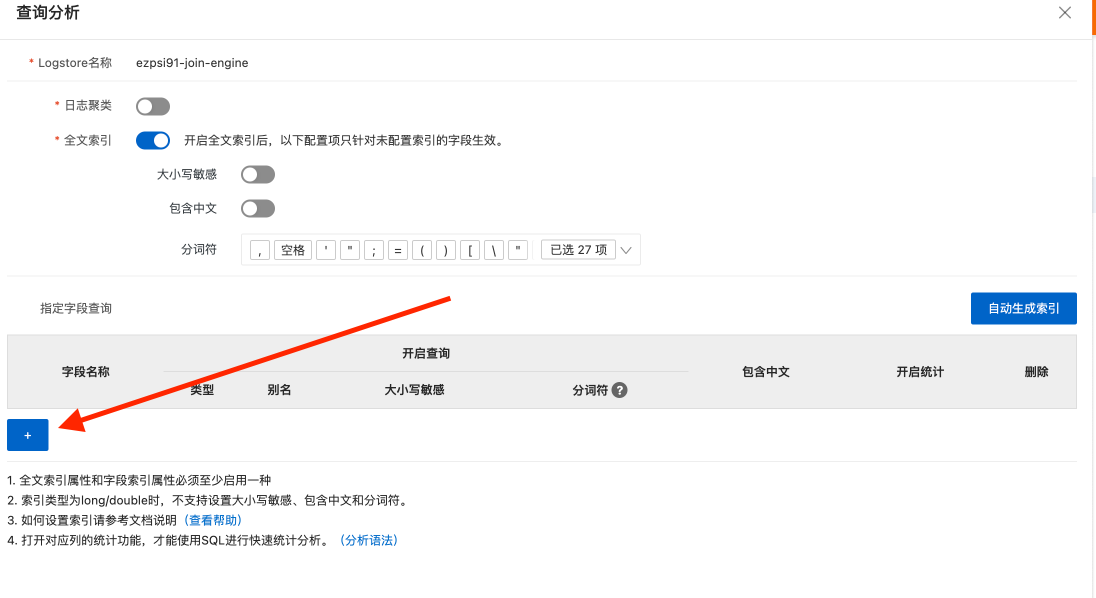 查询分析
* Logstore名称 ezpsi91-join-engine
* 日志聚类
* 全文索引 开启全文索引后，以下配置项只针对未配置索引的字段生效。
大小写敏感
包含中文
分词符 , 空格 ' " ; = ( ) [ \ " 已选 27 项
指定字段查询 自动生成索引
字段名称 开启查询 包含中文 开启统计 删除
类型 别名 大小写敏感 分词符 ?
+
1. 全文索引属性和字段索引属性必须至少启用一种
2. 索引类型为long/double时，不支持设置大小写敏感、包含中文和分词符。
3. 如何设置索引请参考文档说明（查看帮助）
4. 打开对应列的统计功能，才能使用SQL进行快速统计分析。（分析语法）